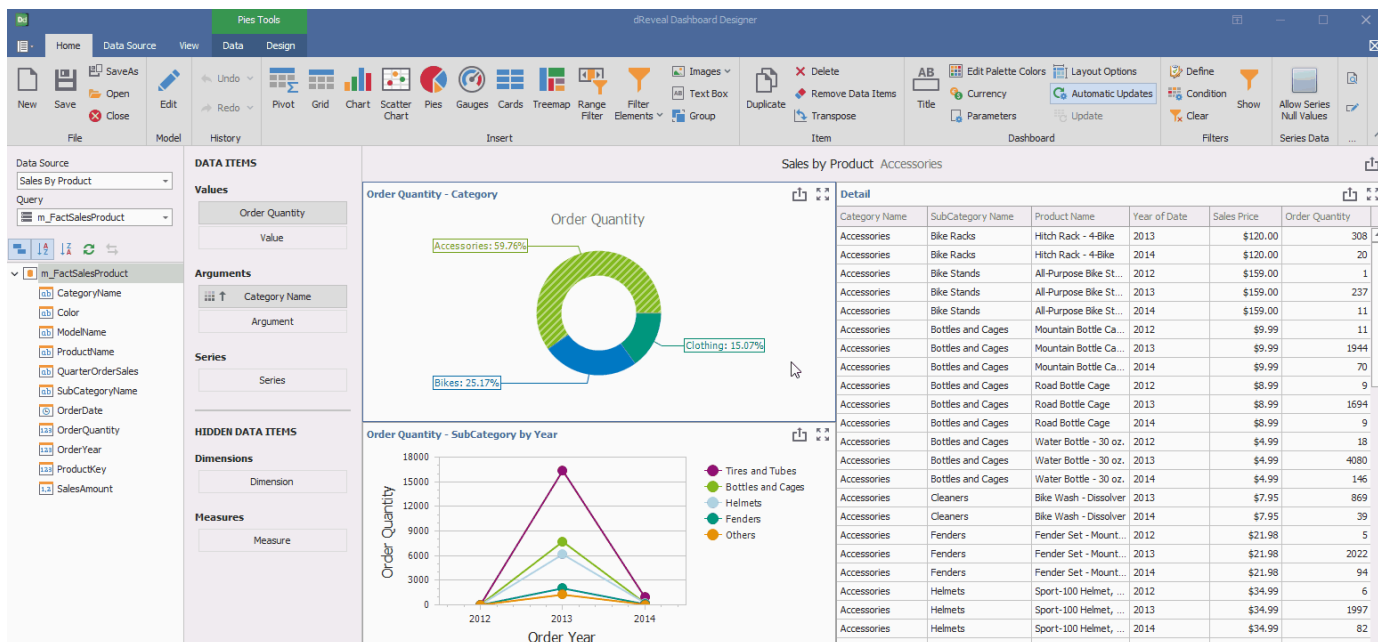 Pies Tools
dReveal Dashboard Designer
Home Data Source View Data Design
New Save SaveAs Open Close
File
Edit
Model
Undo
Redo
History
Pivot Grid Chart Scatter Chart Pies Gauges Cards Treemap Range Filter Filter Elements
Images
Text Box
Group
Insert
Duplicate
Delete
Remove Data Items
Transpose
Item
AB
Title
Edit Palette Colors
Currency
Parameters
Layout Options
Automatic Updates
Update
Dashboard
Define
Condition
Clear
Show
Filters
Allow Series Null Values
Series Data
...
Data Source
Sales By Product
Query
m_FactSalesProduct
m_FactSalesProduct
ab CategoryName
ab Color
ab ModelName
ab ProductName
ab QuarterOrderSales
ab SubCategoryName
OrderDate
123 OrderQuantity
123 OrderYear
123 ProductKey
1,2 SalesAmount
DATA ITEMS
Values
Order Quantity
Value
Arguments
Category Name
Argument
Series
Series
HIDDEN DATA ITEMS
Dimensions
Dimension
Measures
Measure
Sales by Product Accessories
Order Quantity - Category
Order Quantity
Accessories: 59.76%
Clothing: 15.07%
Bikes: 25.17%
Order Quantity - SubCategory by Year
Order Quantity
18000
15000
12000
9000
6000
3000
0
2012 2013 2014
Order Year
Tires and Tubes
Bottles and Cages
Helmets
Fenders
Others
Detail
Category Name SubCategory Name Product Name Year of Date Sales Price Order Quantity
Accessories Bike Racks Hitch Rack - 4-Bike 2013 $120.00 308
Accessories Bike Racks Hitch Rack - 4-Bike 2014 $120.00 20
Accessories Bike Stands All-Purpose Bike St... 2012 $159.00 1
Accessories Bike Stands All-Purpose Bike St... 2013 $159.00 237
Accessories Bike Stands All-Purpose Bike St... 2014 $159.00 11
Accessories Bottles and Cages Mountain Bottle Ca... 2012 $9.99 11
Accessories Bottles and Cages Mountain Bottle Ca... 2013 $9.99 1944
Accessories Bottles and Cages Mountain Bottle Ca... 2014 $9.99 70
Accessories Bottles and Cages Road Bottle Cage 2012 $8.99 9
Accessories Bottles and Cages Road Bottle Cage 2013 $8.99 1694
Accessories Bottles and Cages Road Bottle Cage 2014 $8.99 9
Accessories Bottles and Cages Water Bottle - 30 oz. 2012 $4.99 18
Accessories Bottles and Cages Water Bottle - 30 oz. 2013 $4.99 4080
Accessories Bottles and Cages Water Bottle - 30 oz. 2014 $4.99 146
Accessories Cleaners Bike Wash - Dissolver 2013 $7.95 869
Accessories Cleaners Bike Wash - Dissolver 2014 $7.95 39
Accessories Fenders Fender Set - Mount... 2012 $21.98 5
Accessories Fenders Fender Set - Mount... 2013 $21.98 2022
Accessories Fenders Fender Set - Mount... 2014 $21.98 94
Accessories Helmets Sport-100 Helmet, ... 2012 $34.99 6
Accessories Helmets Sport-100 Helmet, ... 2013 $34.99 1997
Accessories Helmets Sport-100 Helmet, ... 2014 $34.99 82